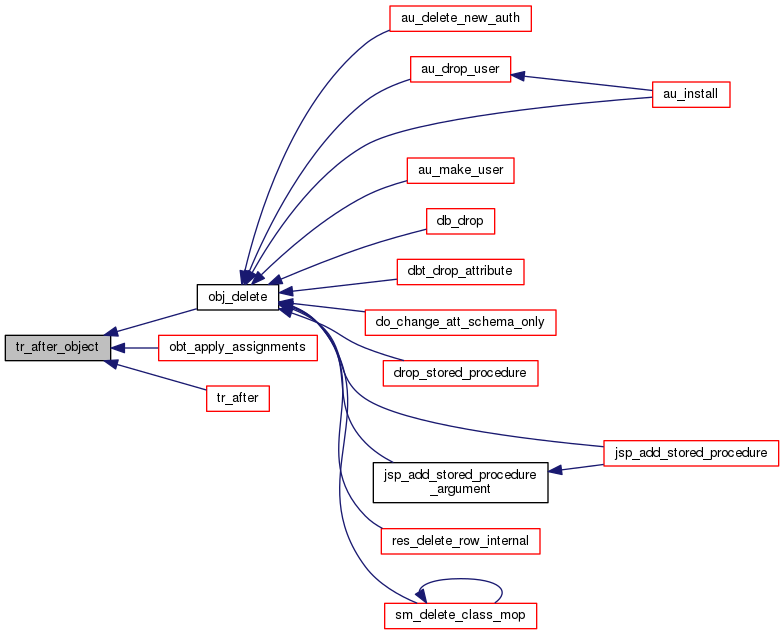 au_delete_new_auth
au_drop_user
au_install
au_make_user
db_drop
dbt_drop_attribute
obj_delete
do_change_att_schema_only
tr_after_object
obt_apply_assignments
drop_stored_procedure
tr_after
jsp_add_stored_procedure
jsp_add_stored_procedure
_argument
res_delete_row_internal
sm_delete_class_mop